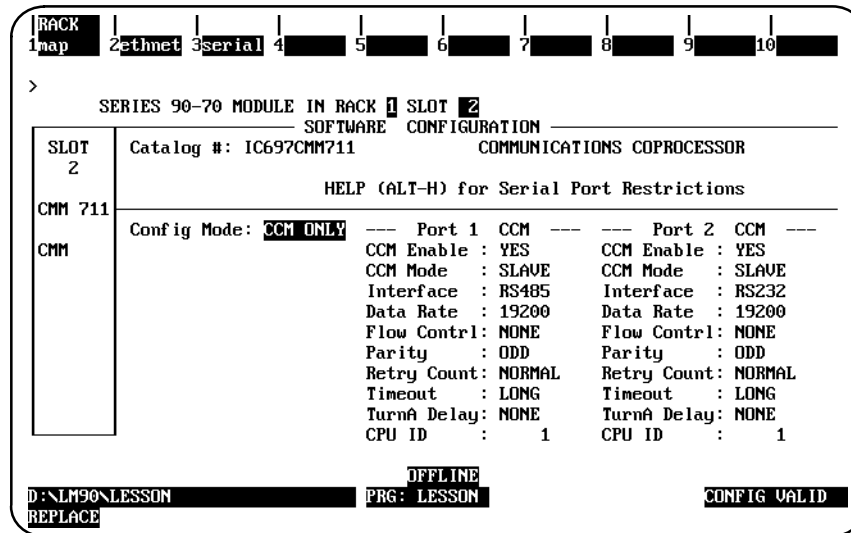 RACK
1map 2ethnet 3serial 4 5 6 7 8 9 10
>
SERIES 90-70 MODULE IN RACK 1 SLOT 2
SOFTWARE CONFIGURATION
SLOT Catalog #: IC697CMM711 COMMUNICATIONS COPROCESSOR
2
HELP (ALT-H) for Serial Port Restrictions
CMM 711
Config Mode: CCM ONLY --- Port 1 CCM --- --- Port 2 CCM ---
CMM CCM Enable : YES CCM Enable : YES
CCM Mode : SLAVE CCM Mode : SLAVE
Interface : RS485 Interface : RS232
Data Rate : 19200 Data Rate : 19200
Flow Contrl: NONE Flow Contrl: NONE
Parity : ODD Parity : ODD
Retry Count: NORMAL Retry Count: NORMAL
Timeout : LONG Timeout : LONG
TurnA Delay: NONE TurnA Delay: NONE
CPU ID : 1 CPU ID : 1
OFFLINE
D:\LM90\LESSON PRG: LESSON CONFIG VALID
REPLACE